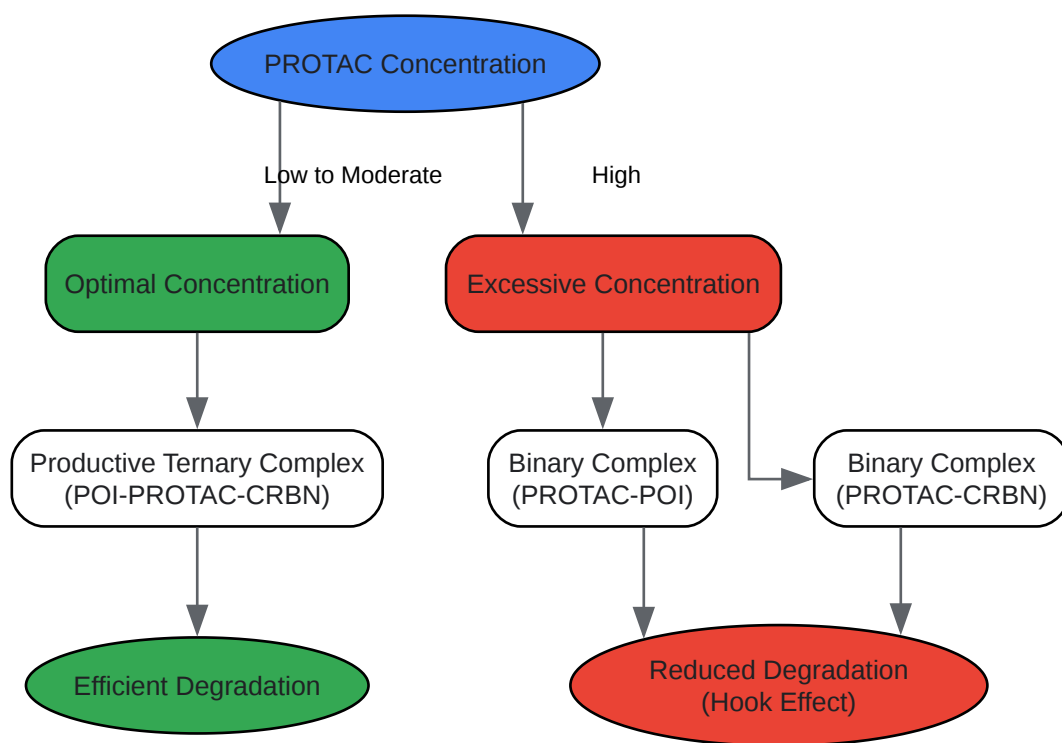 PROTAC Concentration
Low to Moderate
High
Optimal Concentration
Excessive Concentration
Productive Ternary Complex
(POI-PROTAC-CRBN)
Binary Complex
(PROTAC-POI)
Binary Complex
(PROTAC-CRBN)
Efficient Degradation
Reduced Degradation
(Hook Effect)